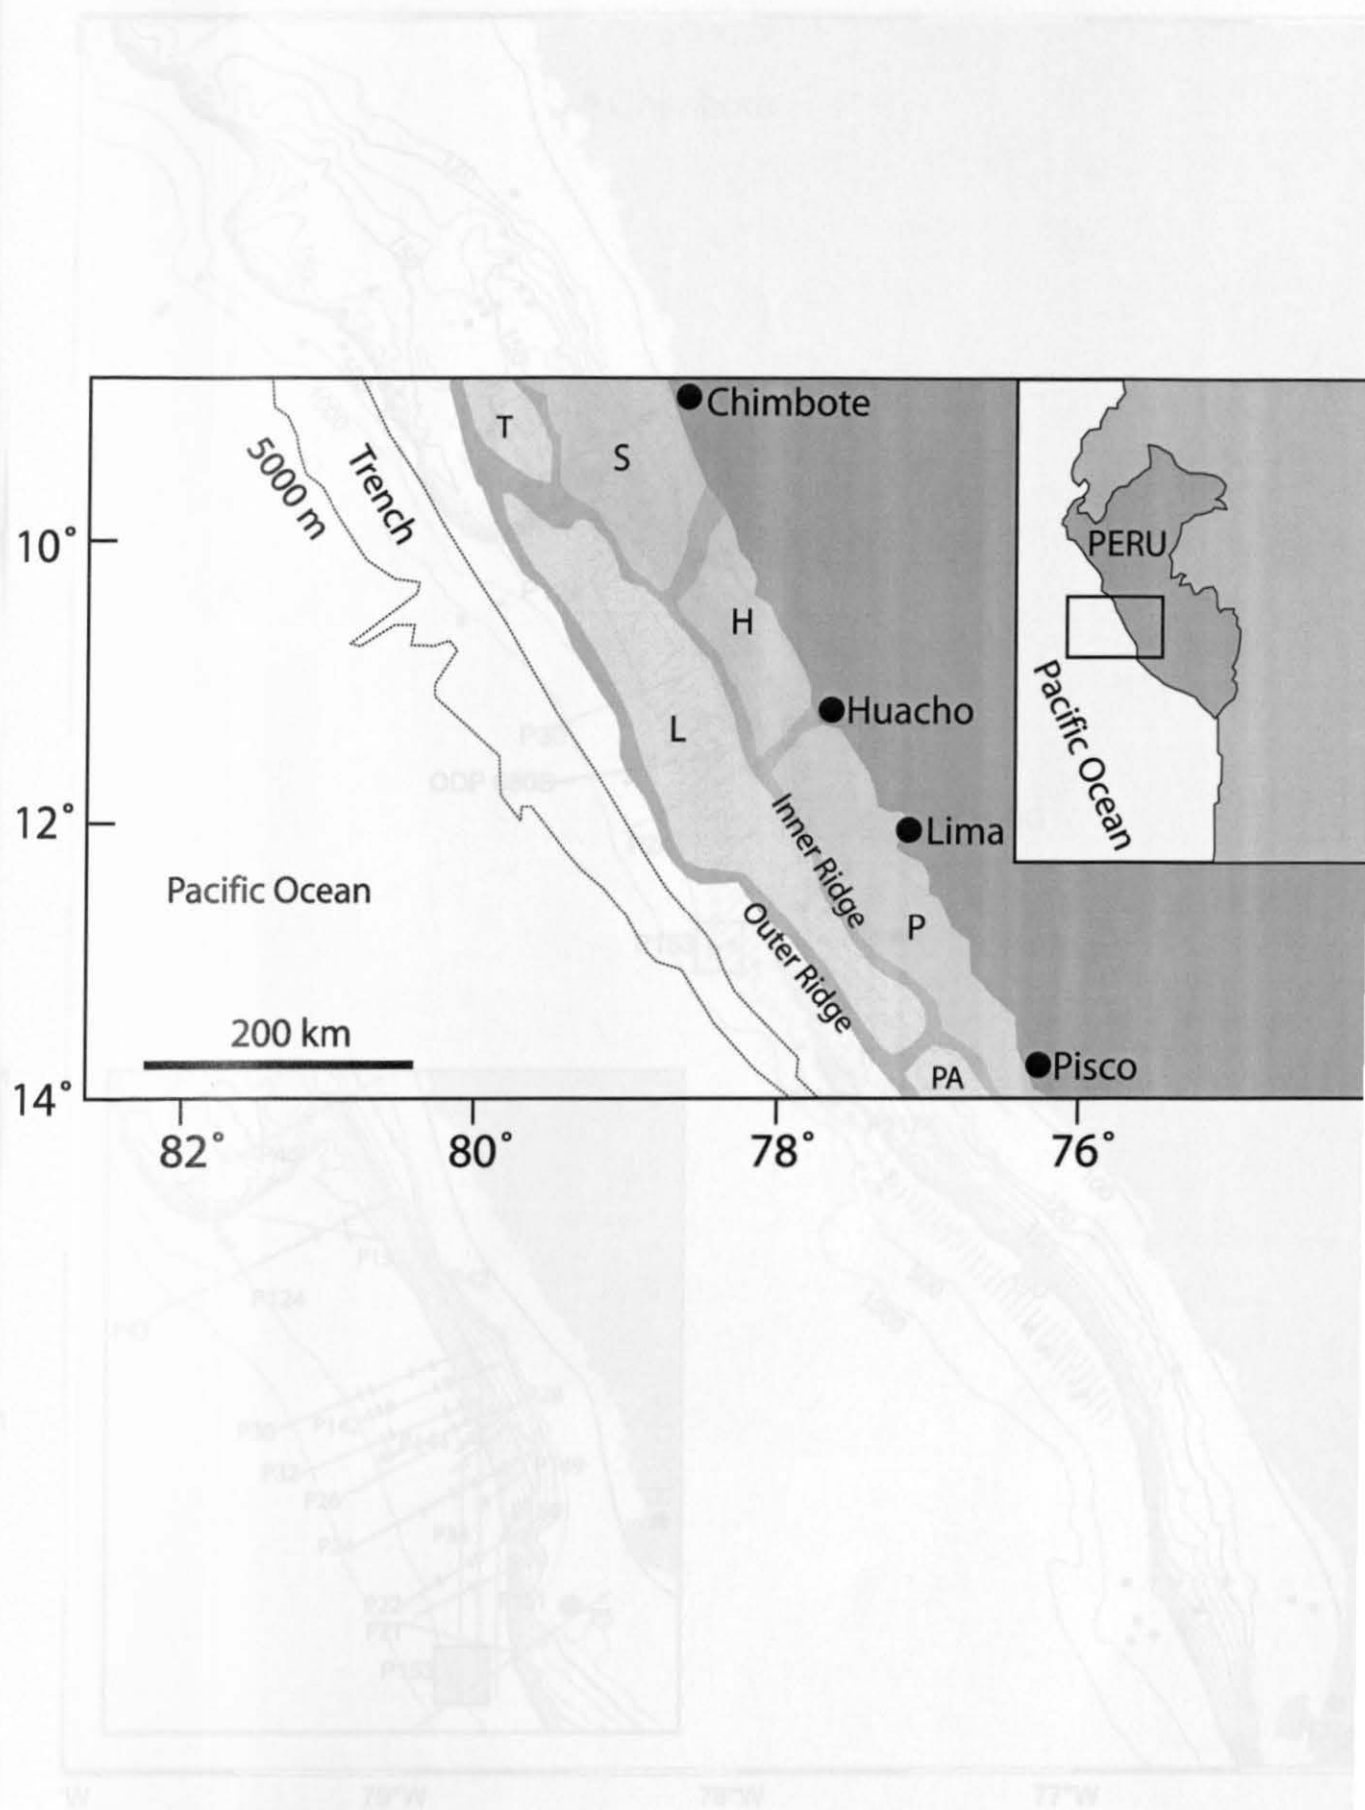 Chimbote
T
S
5000 m
Trench
10°
PERU
H
Huacho
L
Pacific Ocean
12°
Inner Ridge
Lima
Pacific Ocean
Outer Ridge
P
200 km
PA
Pisco
14°
82°
80°
78°
76°